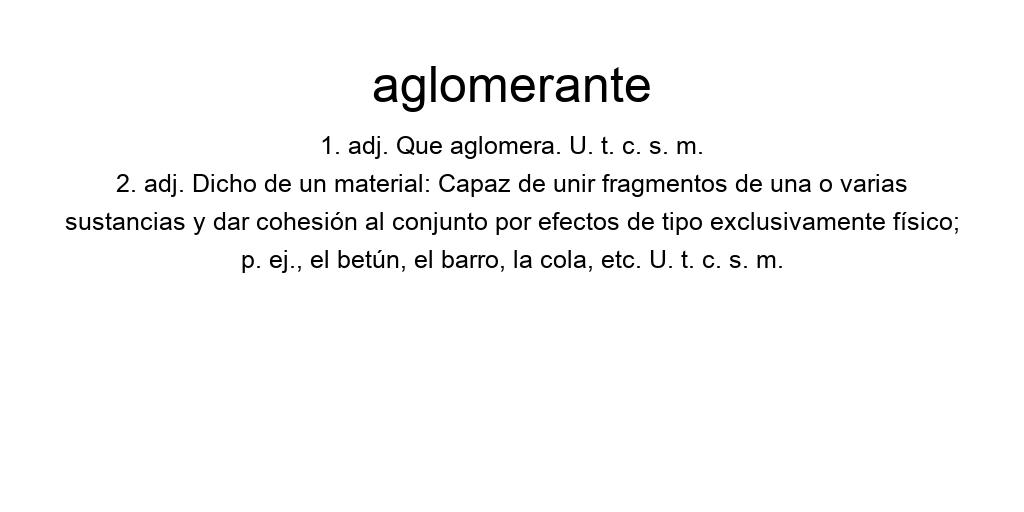 aglomerante
1. adj. Que aglomera. U. t. c. s. m.
2. adj. Dicho de un material: Capaz de unir fragmentos de una o varias
sustancias y dar cohesión al conjunto por efectos de tipo exclusivamente físico;
p. ej., el betún, el barro, la cola, etc. U. t. c. s. m.